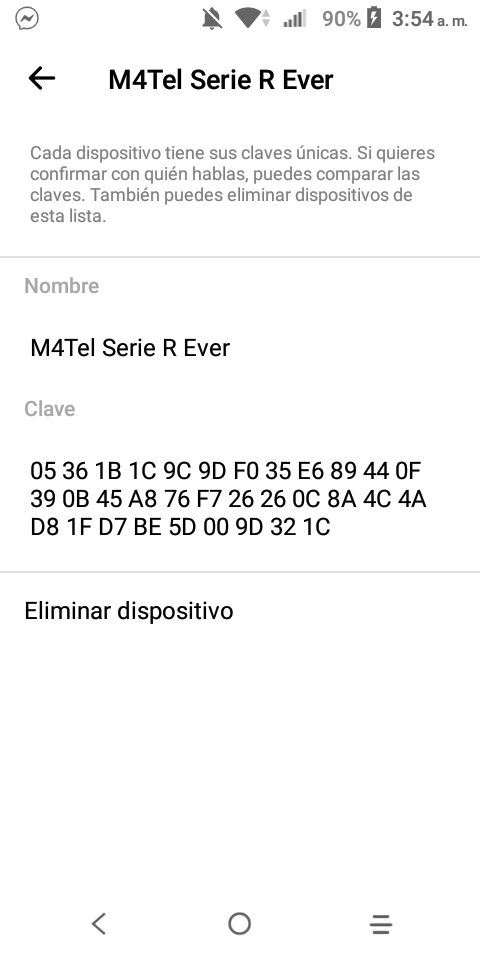 90% 3:54 a. m.
M4Tel Serie R Ever
Cada dispositivo tiene sus claves únicas. Si quieres
confirmar con quién hablas, puedes comparar las
claves. También puedes eliminar dispositivos de
esta lista.
Nombre
M4Tel Serie R Ever
Clave
05 36 1B 1C 9C 9D F0 35 E6 89 44 0F
39 0B 45 A8 76 F7 26 26 0C 8A 4C 4A
D8 1F D7 BE 5D 00 9D 32 1C
Eliminar dispositivo